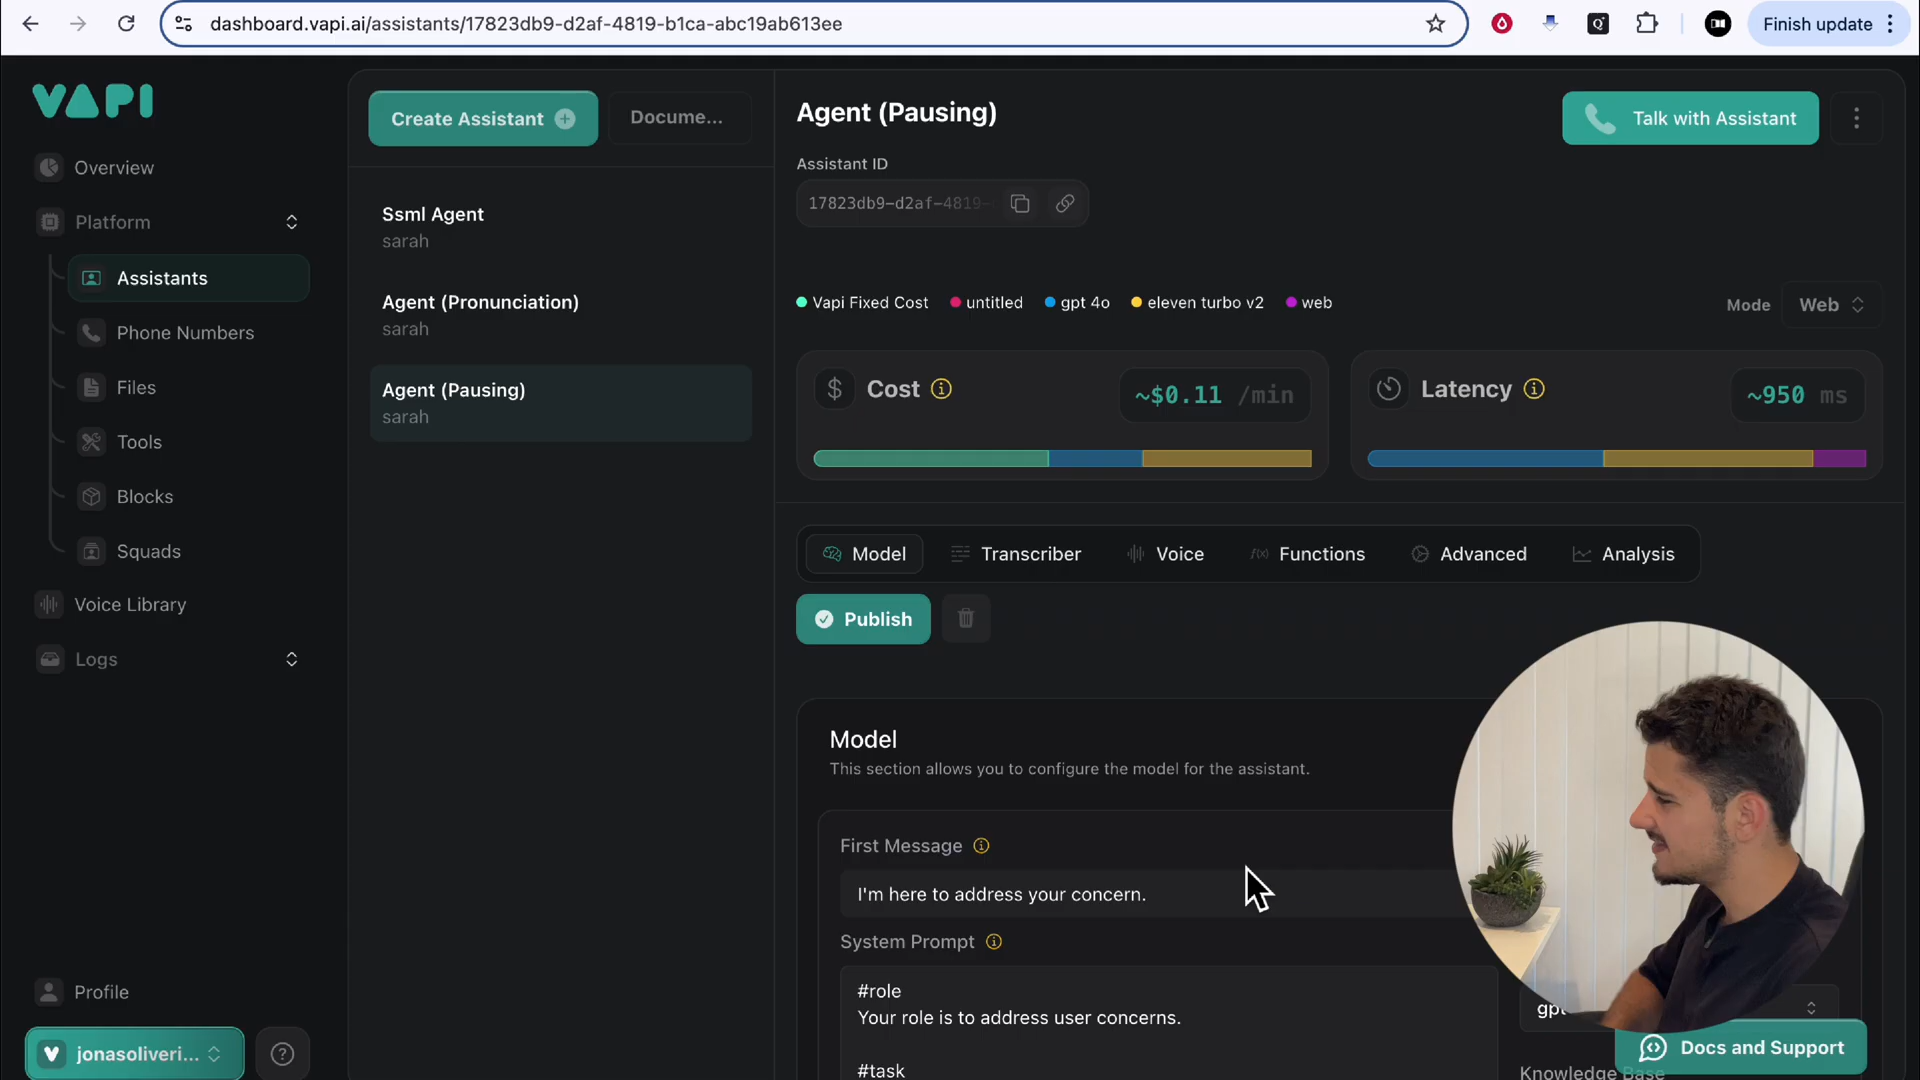 dashboard.vapi.ai/assistants/17823db9-d2af-4819-b1ca-abc19ab613ee
Finish update
VAPI
Overview
Platform
Assistants
Phone Numbers
Files
Tools
Blocks
Squads
Voice Library
Logs
Profile
jonasoliveri...
Create Assistant
Docume...
Ssml Agent
sarah
Agent (Pronunciation)
sarah
Agent (Pausing)
sarah
Agent (Pausing)
Talk with Assistant
Assistant ID
17823db9-d2af-4819-
Vapi Fixed Cost
untitled
gpt 4o
eleven turbo v2
web
Mode
Web
$ Cost
~$0.11 /min
Latency
~950 ms
Model
Transcriber
Voice
Functions
Advanced
Analysis
Publish
Model
This section allows you to configure the model for the assistant.
First Message
I'm here to address your concern.
System Prompt
#role
Your role is to address user concerns.
#task
Docs and Support
Knowledge Base